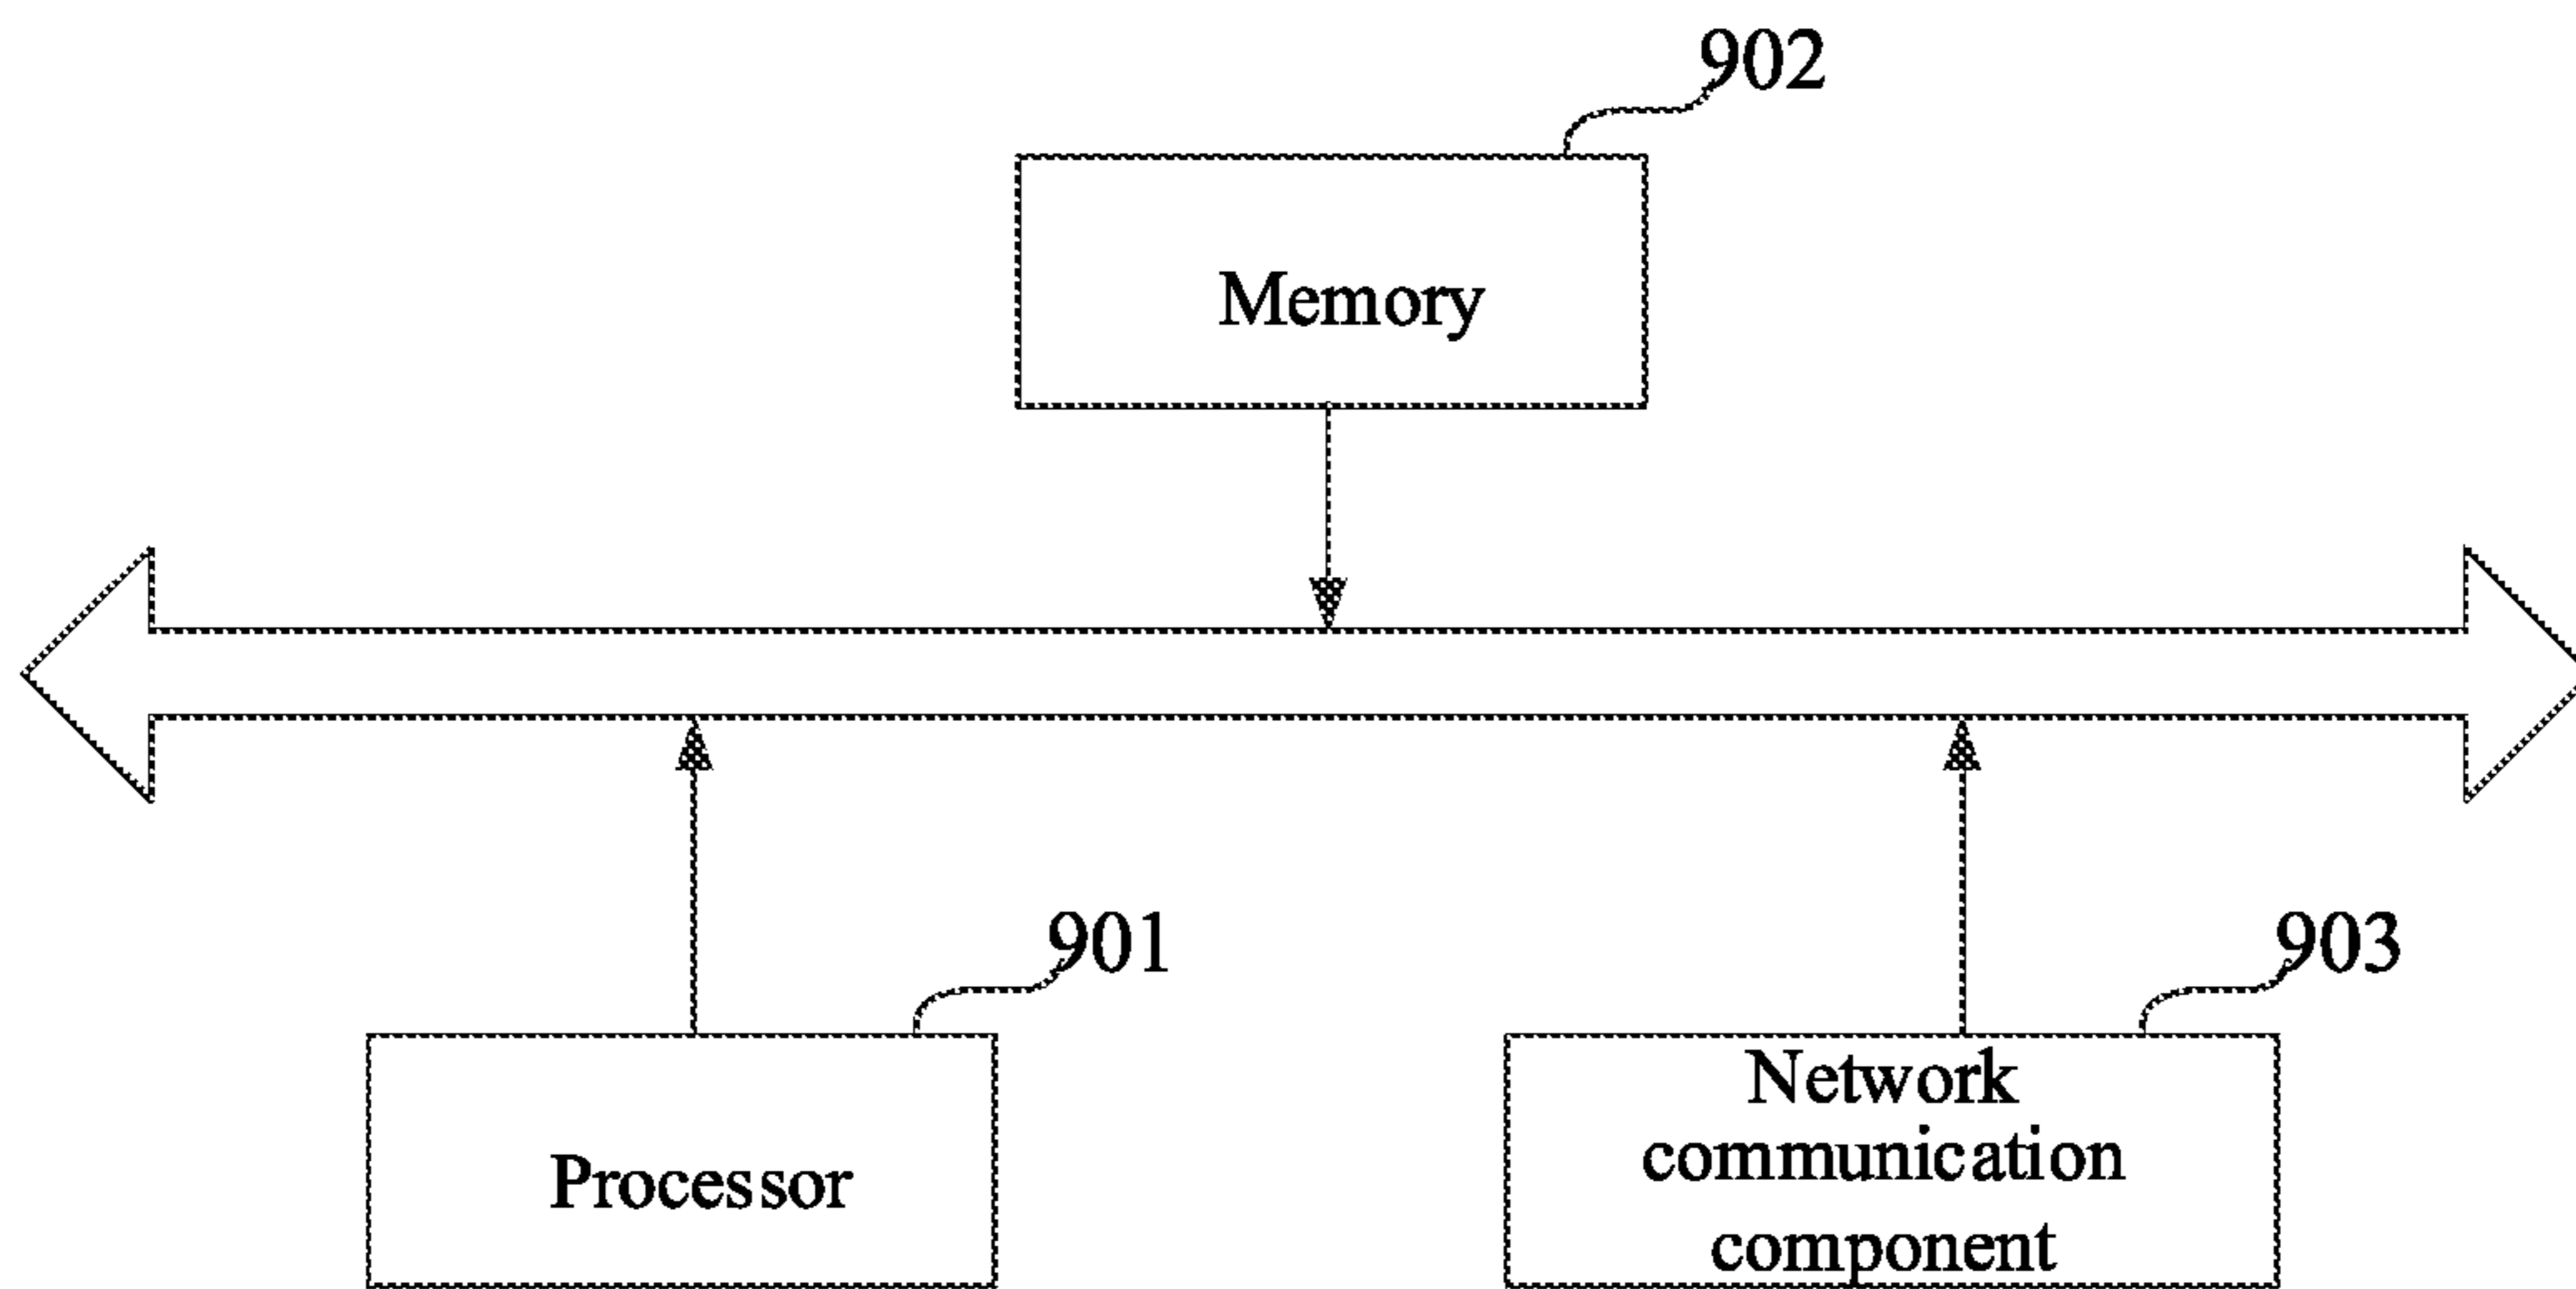 902
Memory
901
903
Processor
Network
communication
component